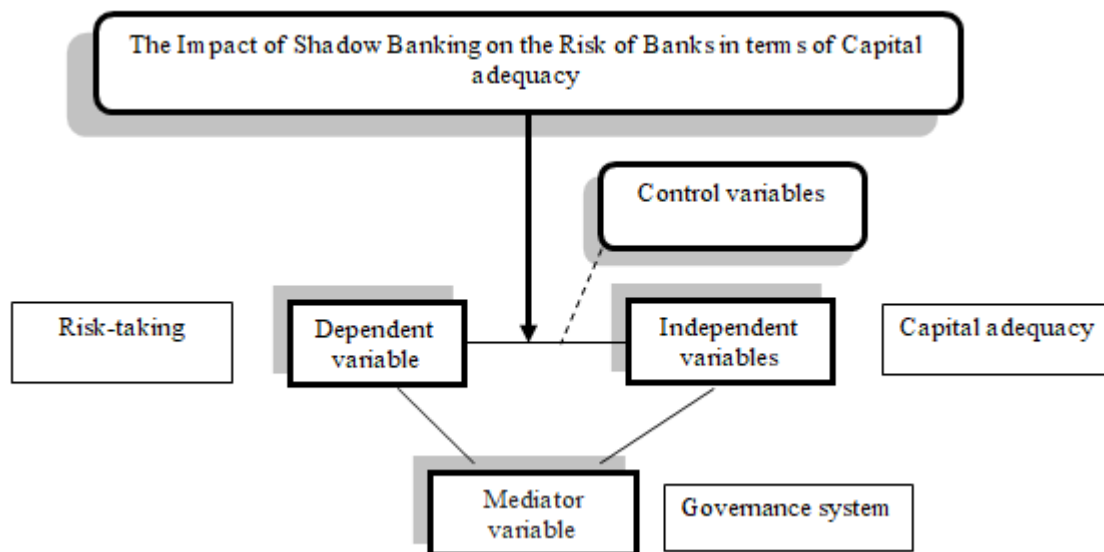 The Impact of Shadow Banking on the Risk of Banks in terms of Capital
adequacy
Control variables
Risk-taking
Dependent
variable
Independent
variables
Capital adequacy
Mediator
variable
Governance system